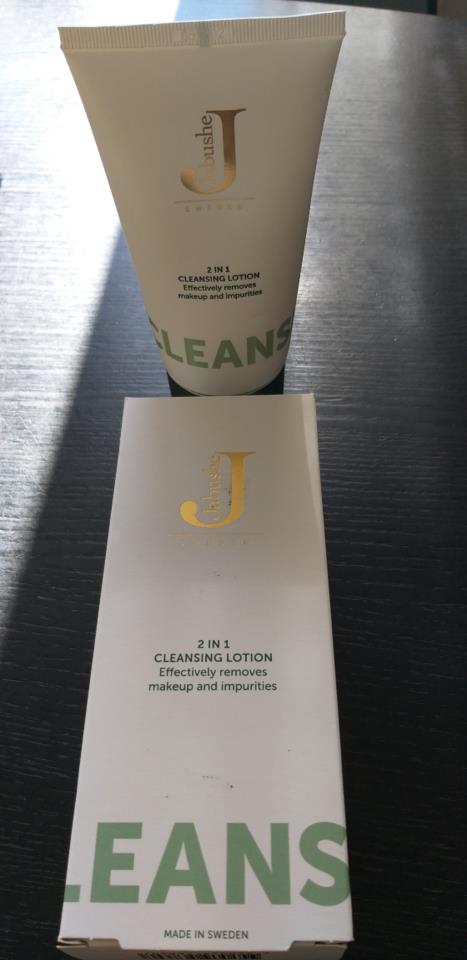 Jabushe
J
SWEDEN
2 IN 1
CLEANSING LOTION
Effectively removes
makeup and impurities
CLEANS
Jabushe
J
SWEDEN
2 IN 1
CLEANSING LOTION
Effectively removes
makeup and impurities
LEANS
MADE IN SWEDEN